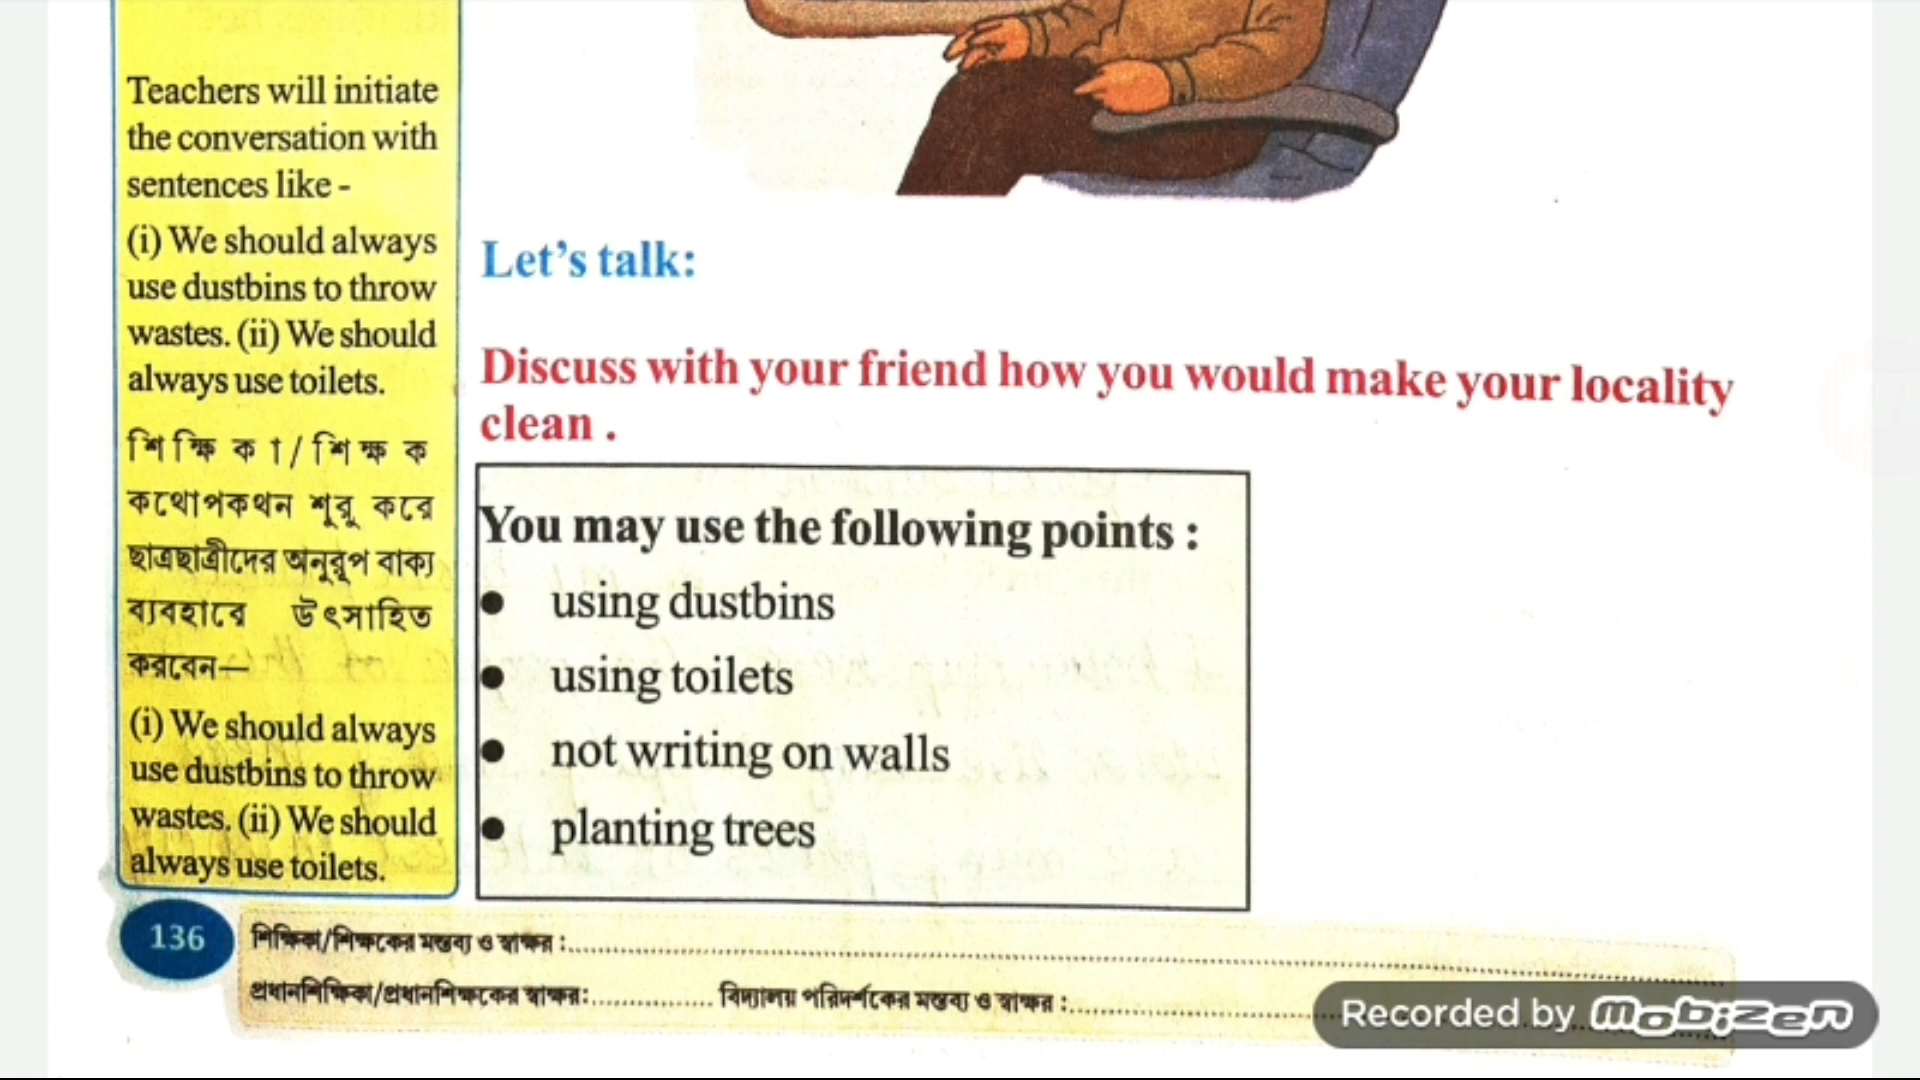 Teachers will initiate
the conversation with
sentences like -
(i) We should always
use dustbins to throw
wastes. (ii) We should
always use toilets.
শিক্ষিকা/শিক্ষক
কথোপকথন শুরু করে
ছাত্রছাত্রীদের অনুরূপ বাক্য
ব্যবহারে উৎসাহিত
করবেন—
(i) We should always
use dustbins to throw
wastes. (ii) We should
always use toilets.
Let's talk:
Discuss with your friend how you would make your locality
clean .
You may use the following points :
● using dustbins
● using toilets
● not writing on walls
● planting trees
136
শিক্ষিকা/শিক্ষকের মন্তব্য ও স্বাক্ষর :..........................................................
প্রধানশিক্ষিকা/প্রধানশিক্ষকের স্বাক্ষর:............... বিদ্যালয় পরিদর্শকের মন্তব্য ও স্বাক্ষর :..............................
Recorded by mobizen